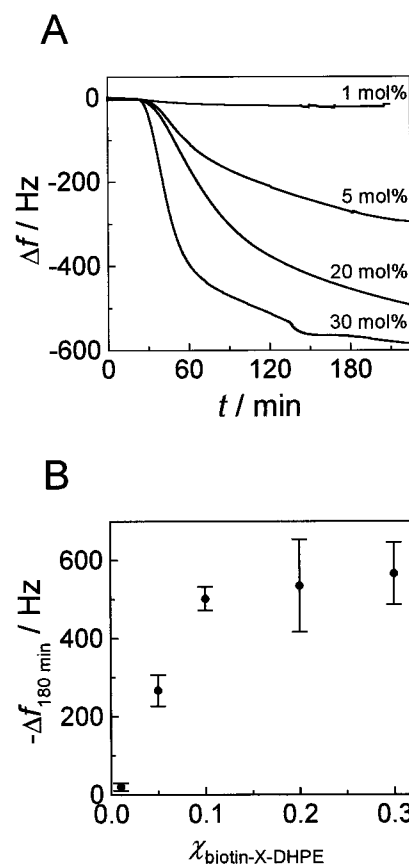 A
0
-200
-400
-600
Δf / Hz
1 mol%
5 mol%
20 mol%
30 mol%
0 60 120 180
t / min
B
600
400
200
0
-Δf180 min / Hz
0.0 0.1 0.2 0.3
χbiotin-X-DHPE